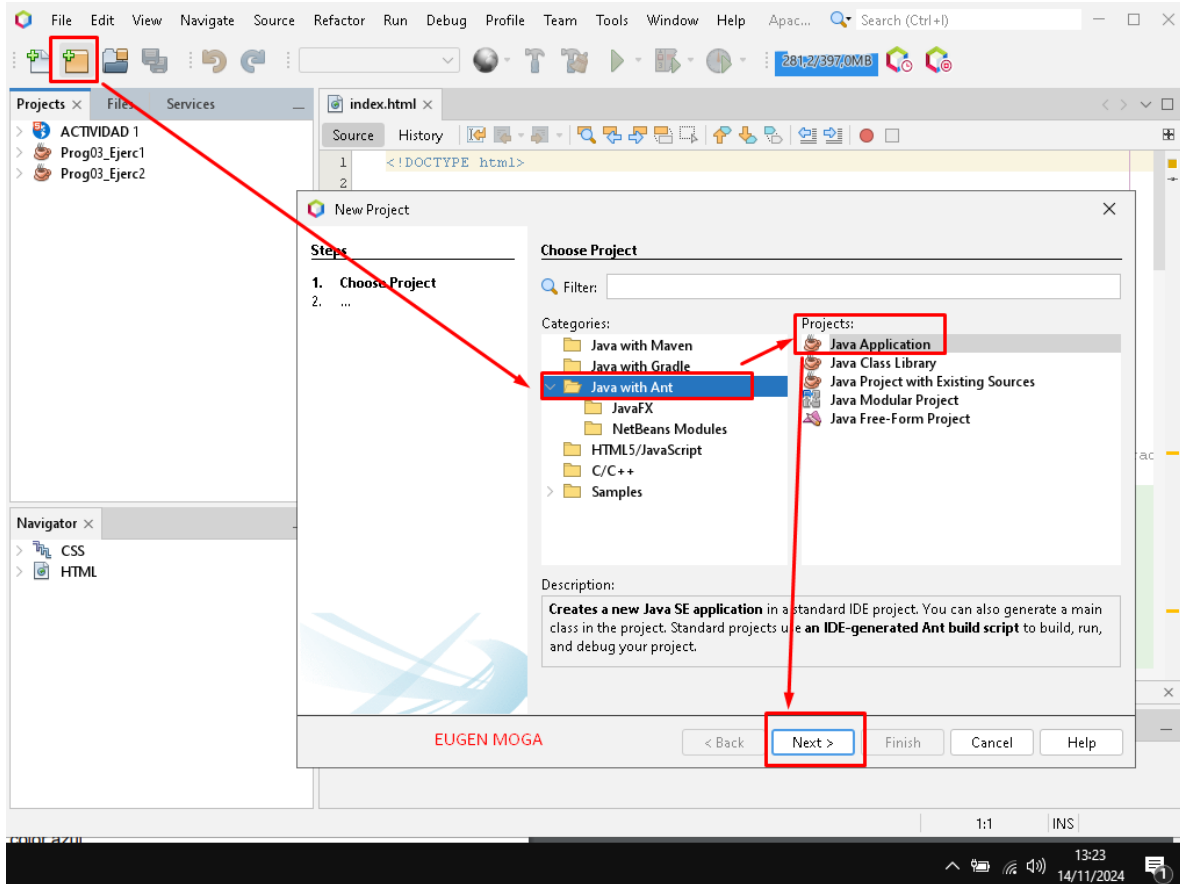 File Edit View Navigate Source Refactor Run Debug Profile Team Tools Window Help Apac... Search (Ctrl+I)
281,2/397,0MB
Projects Files Services
index.html
ACTIVIDAD 1
Prog03_Ejerc1
Prog03_Ejerc2
Source History
1 <!DOCTYPE html>
2
New Project
Steps
1. Choose Project
2. ...
Choose Project
Filter:
Categories:
Java with Maven
Java with Gradle
Java with Ant
JavaFX
NetBeans Modules
HTML5/JavaScript
C/C++
Samples
Projects:
Java Application
Java Class Library
Java Project with Existing Sources
Java Modular Project
Java Free-Form Project
ac
Navigator
CSS
HTML
Description:
Creates a new Java SE application in a standard IDE project. You can also generate a main
class in the project. Standard projects use an IDE-generated Ant build script to build, run,
and debug your project.
EUGEN MOGA
< Back Next > Finish Cancel Help
1:1 INS
color azul
13:23
14/11/2024
1